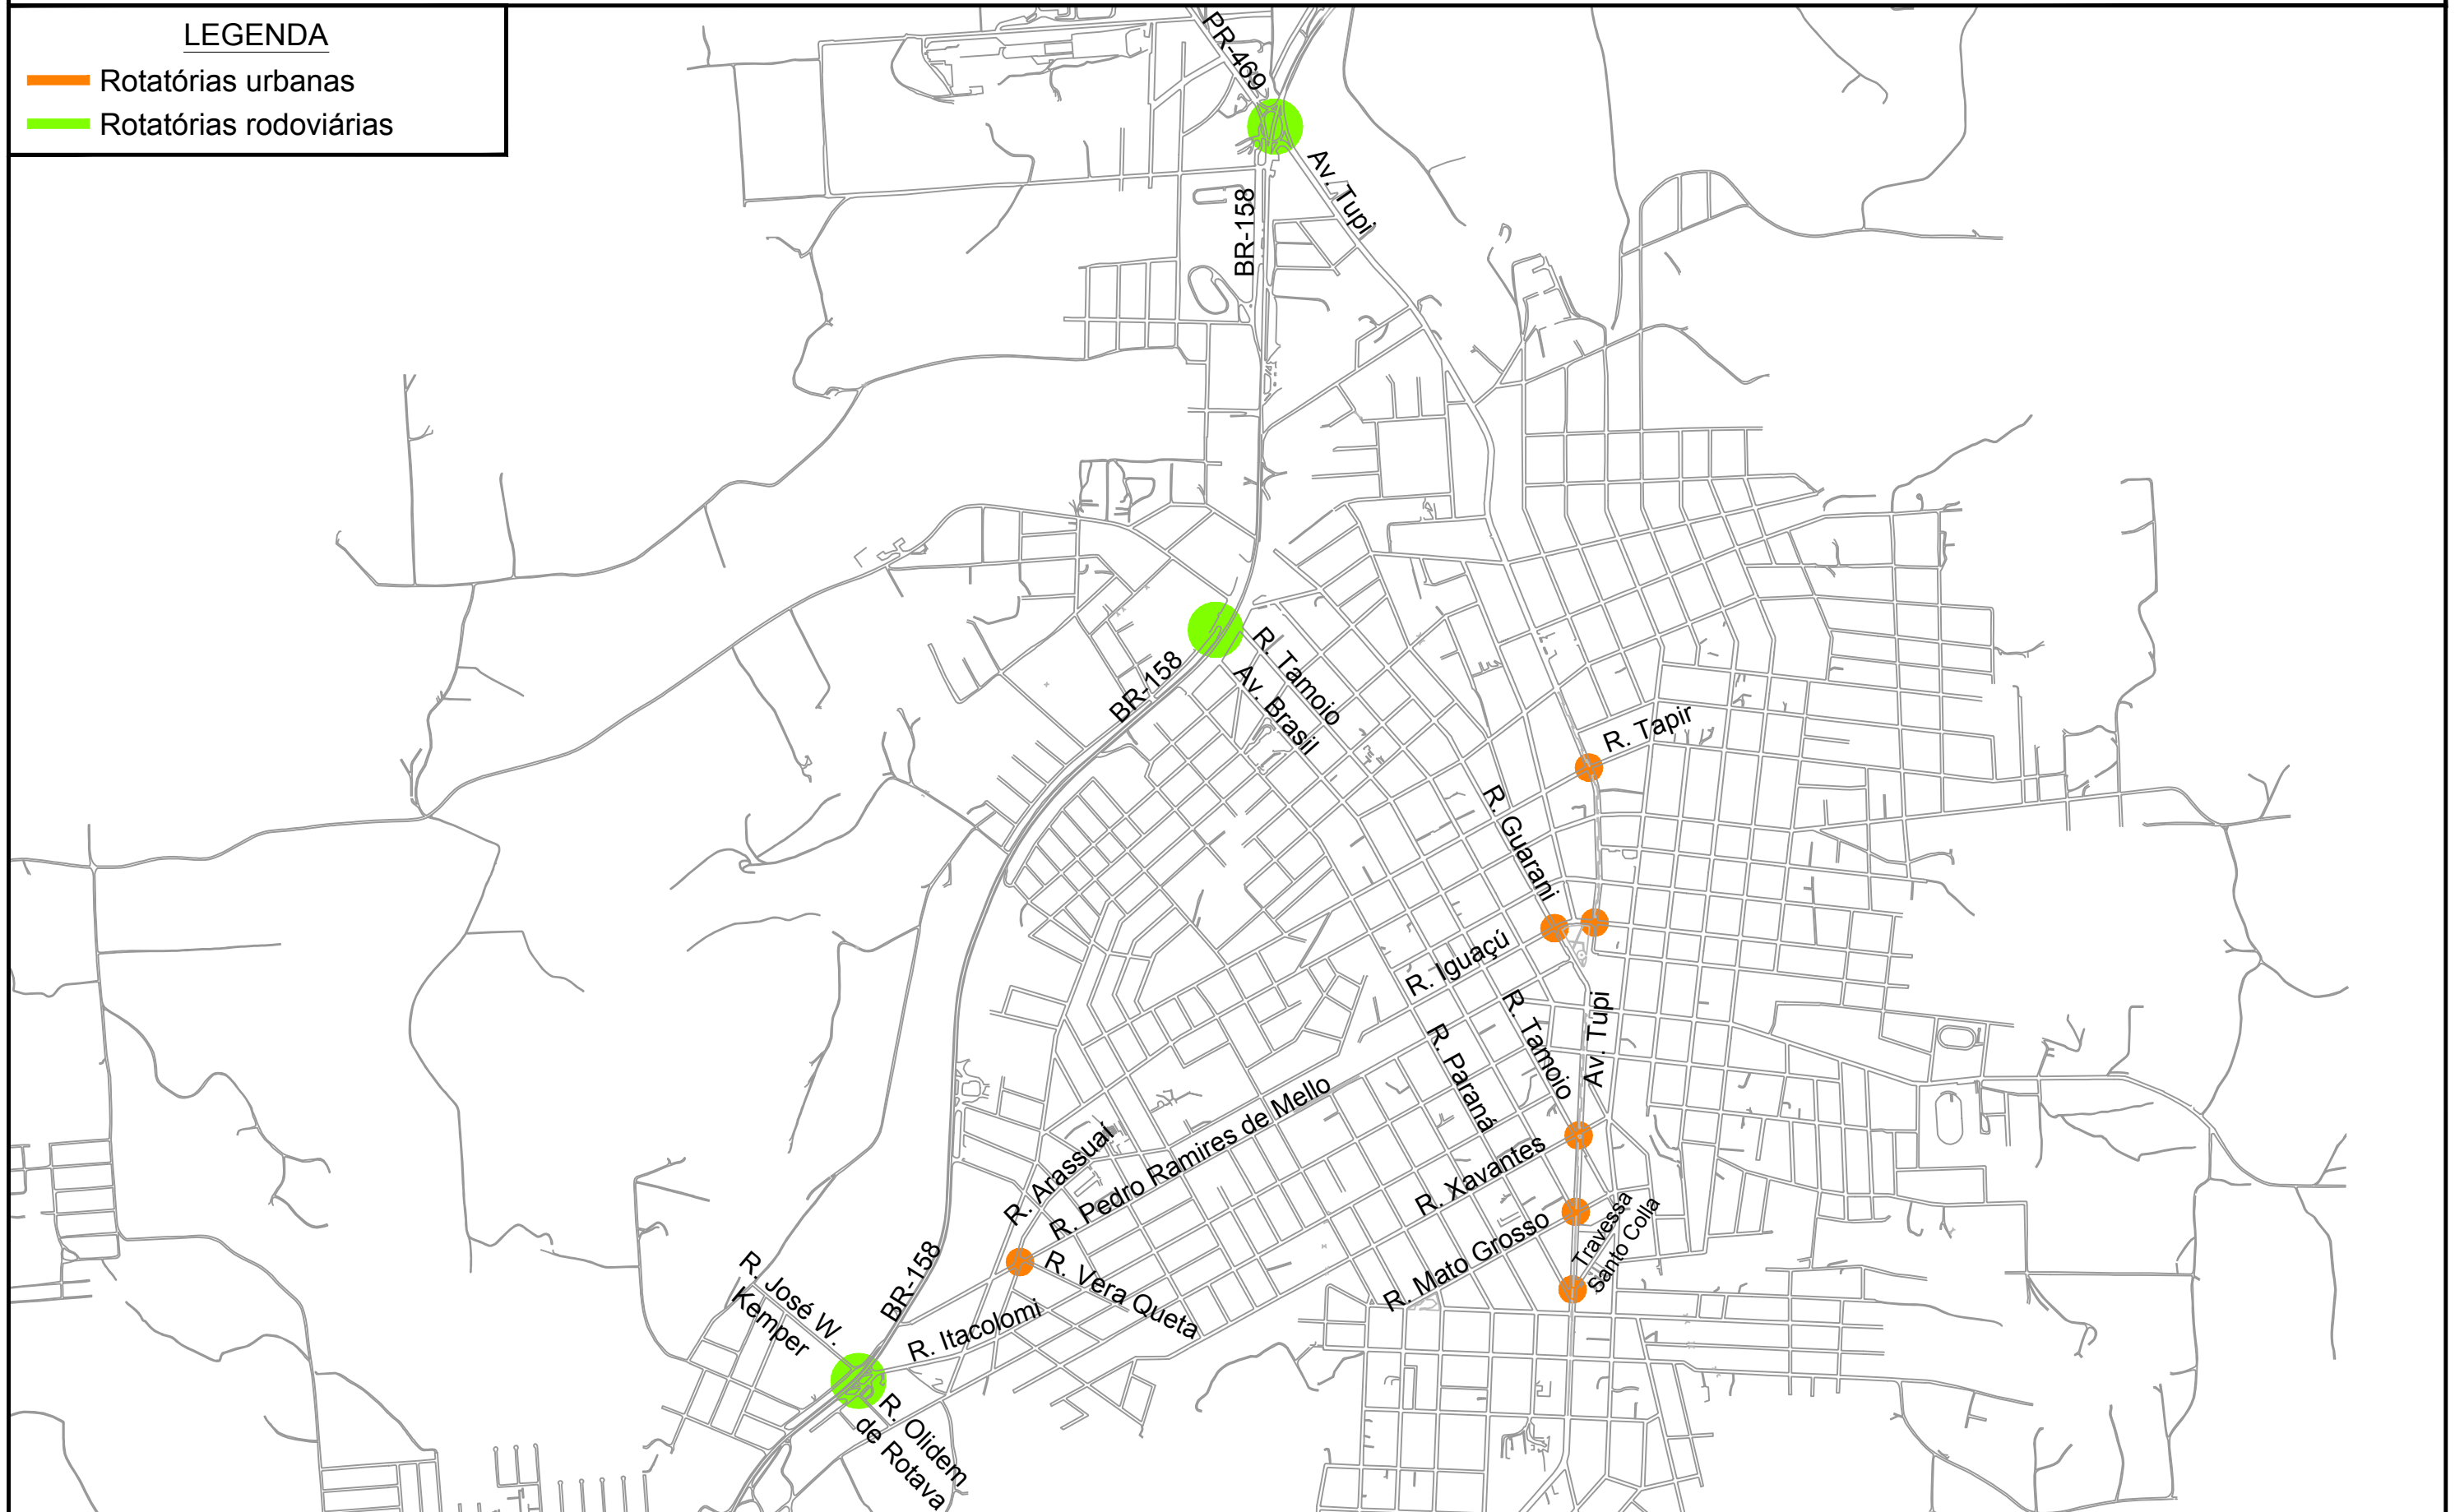 LEGENDA
Rotatórias urbanas
Rotatórias rodoviárias
PR-469
Av. Tupi
BR-158
R. Tamoio
Av. Brasil
BR-158
R. Tapir
R. Guarani
R. Iguaçú
R. Tamoio
Av. Tupi
R. Paraná
R. Pedro Ramires de Mello
R. Arassuaí
R. Xavantes
Travessa
Santo Colla
R. Mato Grosso
R. Vera Queta
BR-158
R. José W.
Kemper
R. Itacolomi
R. Olidem
de Rotava